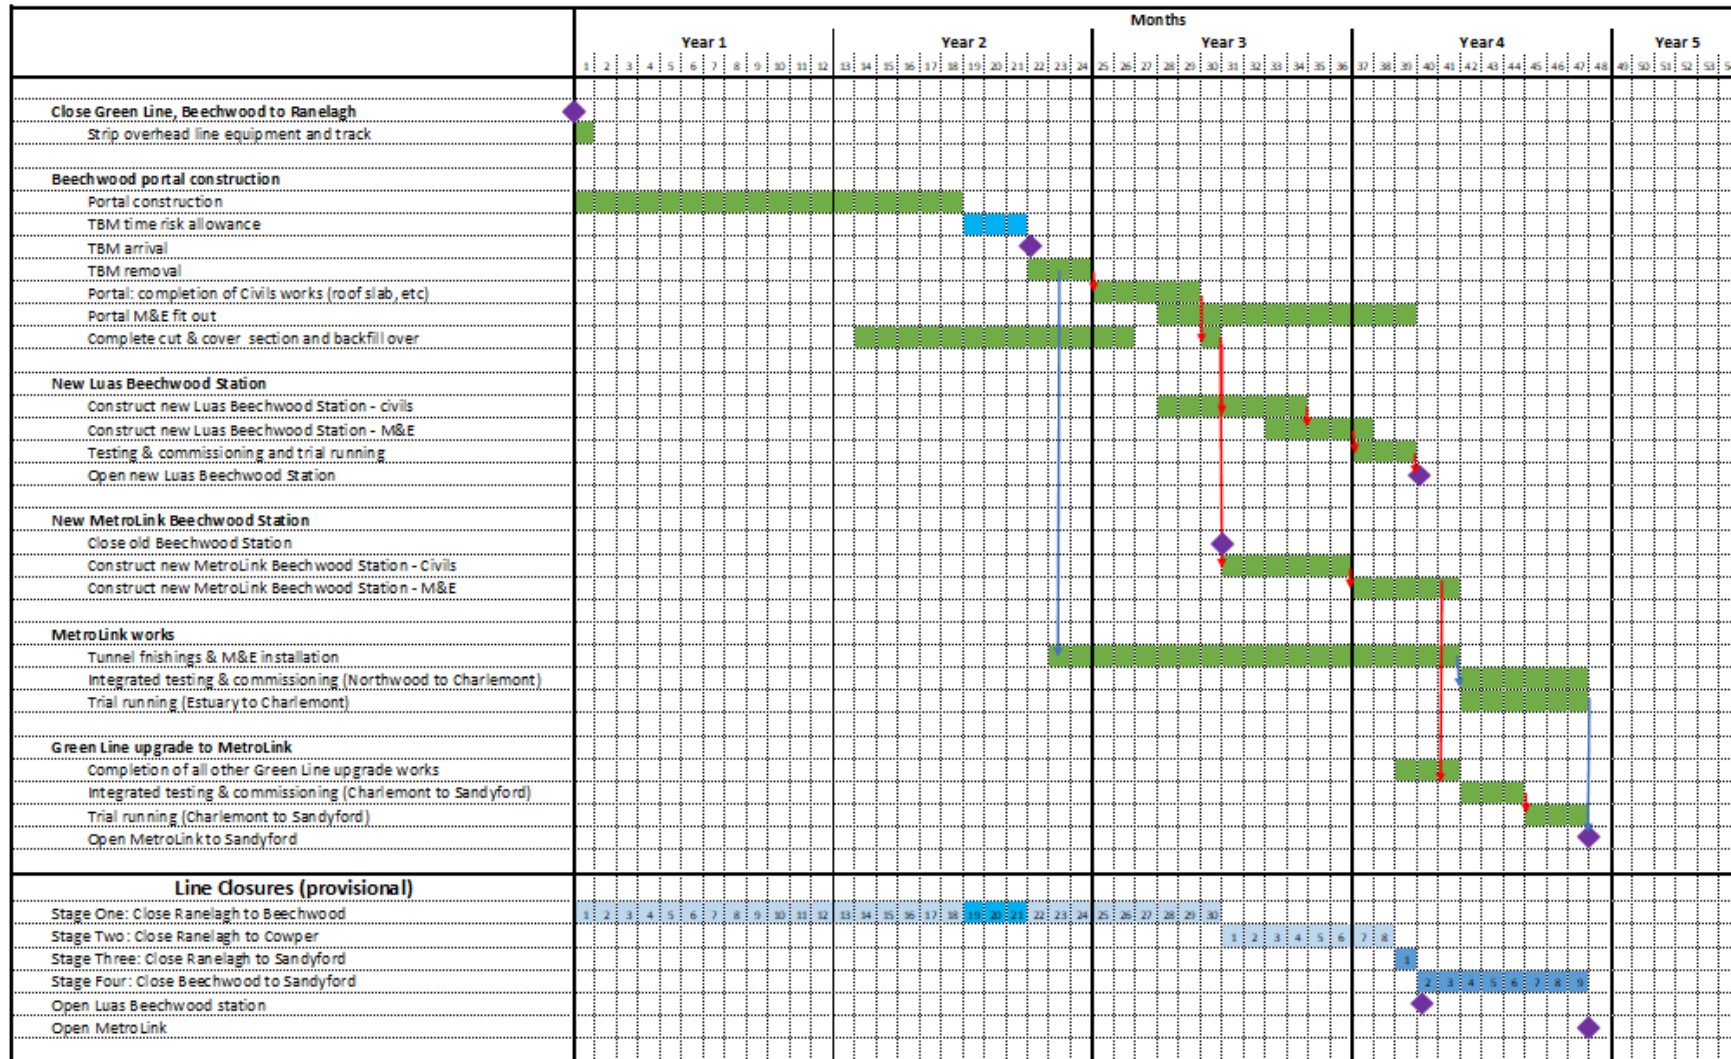 Months
Year 1 Year 2 Year 3 Year 4 Year 5
1 2 3 4 5 6 7 8 9 10 11 12 13 14 15 16 17 18 19 20 21 22 23 24 25 26 27 28 29 30 31 32 33 34 35 36 37 38 39 40 41 42 43 44 45 46 47 48 49 50 51 52 53
Close Green Line, Beechwood to Ranelagh
Strip overhead line equipment and track
Beechwood portal construction
Portal construction
TBM time risk allowance
TBM arrival
TBM removal
Portal: completion of Civils works (roof slab, etc)
Portal M&E fit out
Complete cut & cover section and backfill over
New Luas Beechwood Station
Construct new Luas Beechwood Station - civils
Construct new Luas Beechwood Station - M&E
Testing & commissioning and trial running
Open new Luas Beechwood Station
New MetroLink Beechwood Station
Close old Beechwood Station
Construct new MetroLink Beechwood Station - Civils
Construct new MetroLink Beechwood Station - M&E
MetroLink works
Tunnel fnishings & M&E installation
Integrated testing & commissioning (Northwood to Charlemont)
Trial running (Estuary to Charlemont)
Green Line upgrade to MetroLink
Completion of all other Green Line upgrade works
Integrated testing & commissioning (Charlemont to Sandyford)
Trial running (Charlemont to Sandyford)
Open MetroLink to Sandyford
Line Closures (provisional)
Stage One: Close Ranelagh to Beechwood 1 2 3 4 5 6 7 8 9 10 11 12 13 14 15 16 17 18 19 20 21 22 23 24 25 26 27 28 29 30
Stage Two: Close Ranelagh to Cowper 1 2 3 4 5 6 7 8
Stage Three: Close Ranelagh to Sandyford 1
Stage Four: Close Beechwood to Sandyford 2 3 4 5 6 7 8 9
Open Luas Beechwood station
Open MetroLink